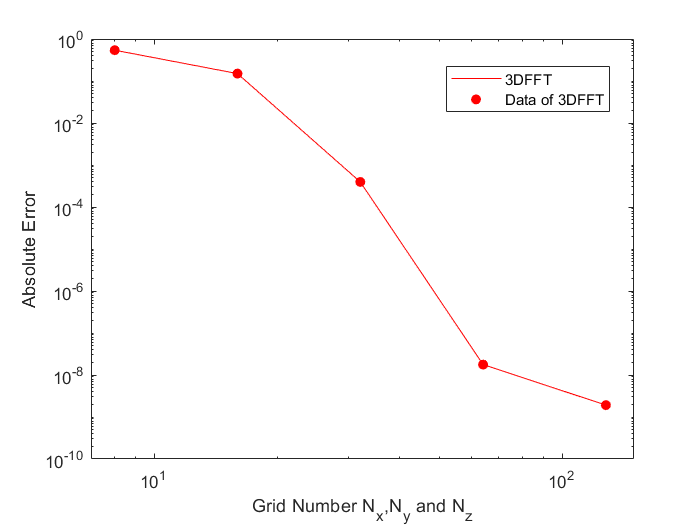 10^0
10^-2
10^-4
10^-6
10^-8
10^-10
Absolute Error
3DFFT
Data of 3DFFT
10^1
10^2
Grid Number N_x,N_y and N_z